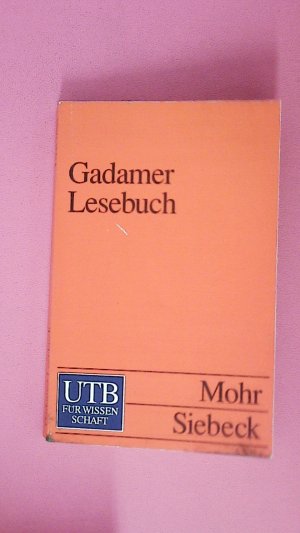 Gadamer
Lesebuch
UTB
FÜR WISSEN
SCHAFT
Mohr
Siebeck